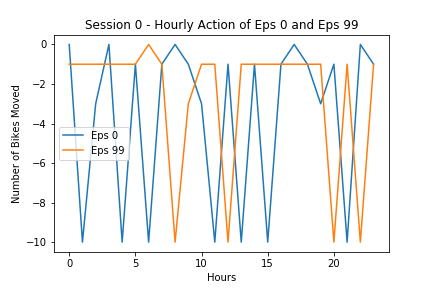 Session 0 - Hourly Action of Eps 0 and Eps 99
Number of Bikes Moved
0
−2
−4
−6
−8
−10
Eps 0
Eps 99
0 5 10 15 20
Hours